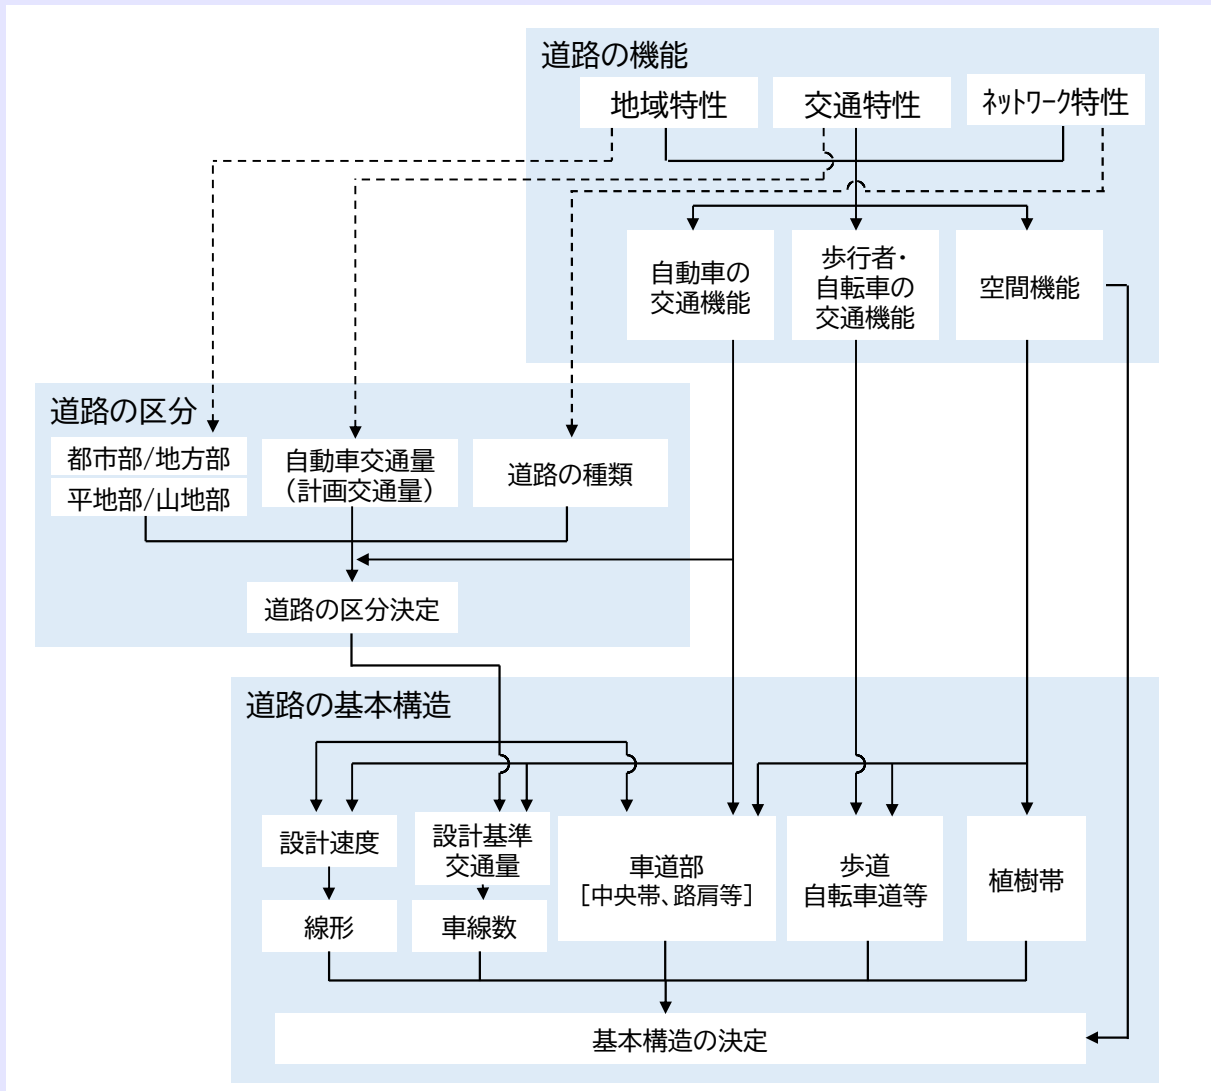 道路の機能
地域特性
交通特性
ﾈｯﾄﾜｰｸ特性
自動車の
交通機能
歩行者・
自転車の
交通機能
空間機能
道路の区分
都市部/地方部
平地部/山地部
自動車交通量
（計画交通量）
道路の種類
道路の区分決定
道路の基本構造
設計速度
設計基準
交通量
車道部
[中央帯、路肩等]
歩道
自転車道等
植樹帯
線形
車線数
基本構造の決定